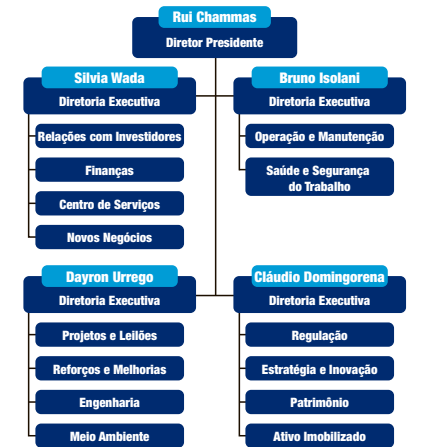 Rui Chammas
Diretor Presidente
Silvia Wada
Diretoria Executiva
Relações com Investidores
Finanças
Centro de Serviços
Novos Negócios
Bruno Isolani
Diretoria Executiva
Operação e Manutenção
Saúde e Segurança
do Trabalho
Dayron Urrego
Diretoria Executiva
Projetos e Leilões
Reforços e Melhorias
Engenharia
Meio Ambiente
Cláudio Domingorena
Diretoria Executiva
Regulação
Estratégia e Inovação
Patrimônio
Ativo Imobilizado